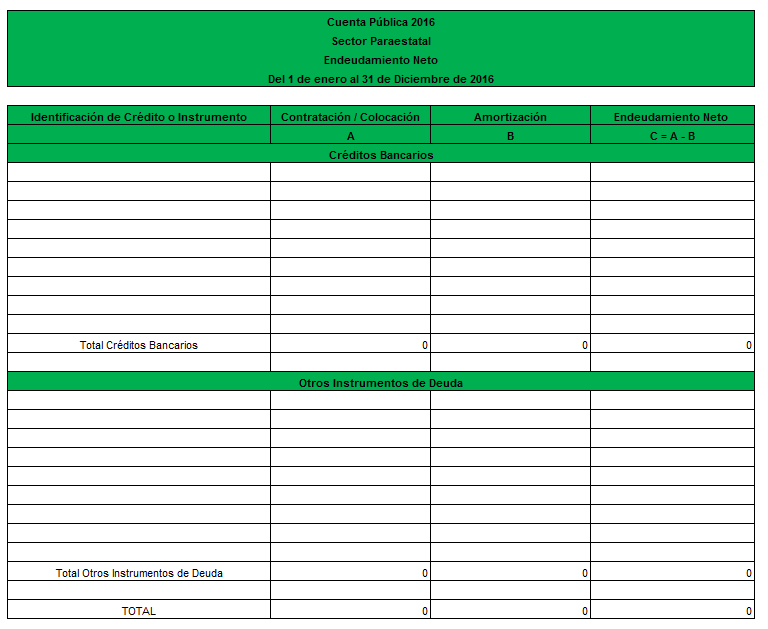 Cuenta Pública 2016
Sector Paraestatal
Endeudamiento Neto
Del 1 de enero al 31 de Diciembre de 2016
Identificación de Crédito o Instrumento Contratación / Colocación Amortización Endeudamiento Neto
A B C = A - B
Créditos Bancarios
Total Créditos Bancarios 0 0 0
Otros Instrumentos de Deuda
Total Otros Instrumentos de Deuda 0 0 0
TOTAL 0 0 0